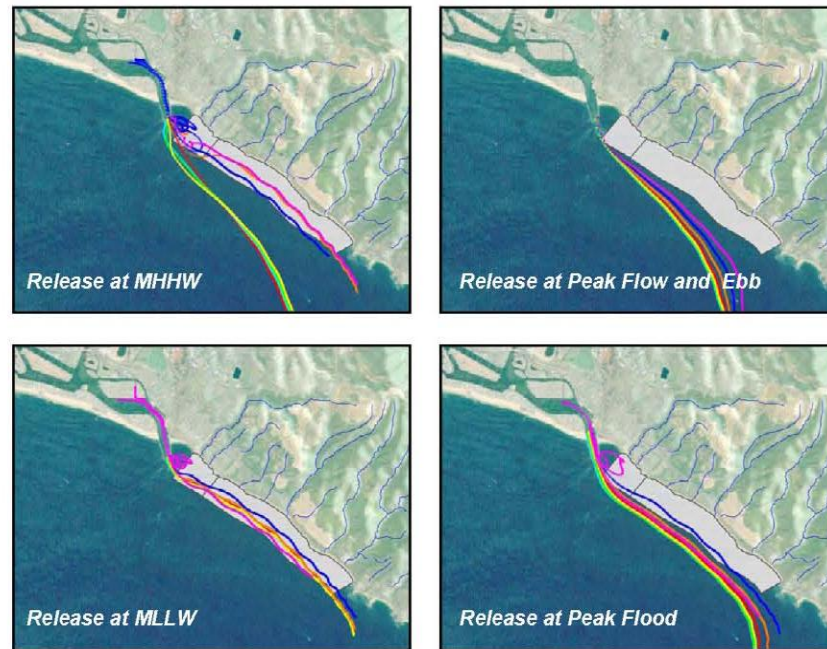 Release at MHHW
Release at Peak Flow and Ebb
Release at MLLW
Release at Peak Flood